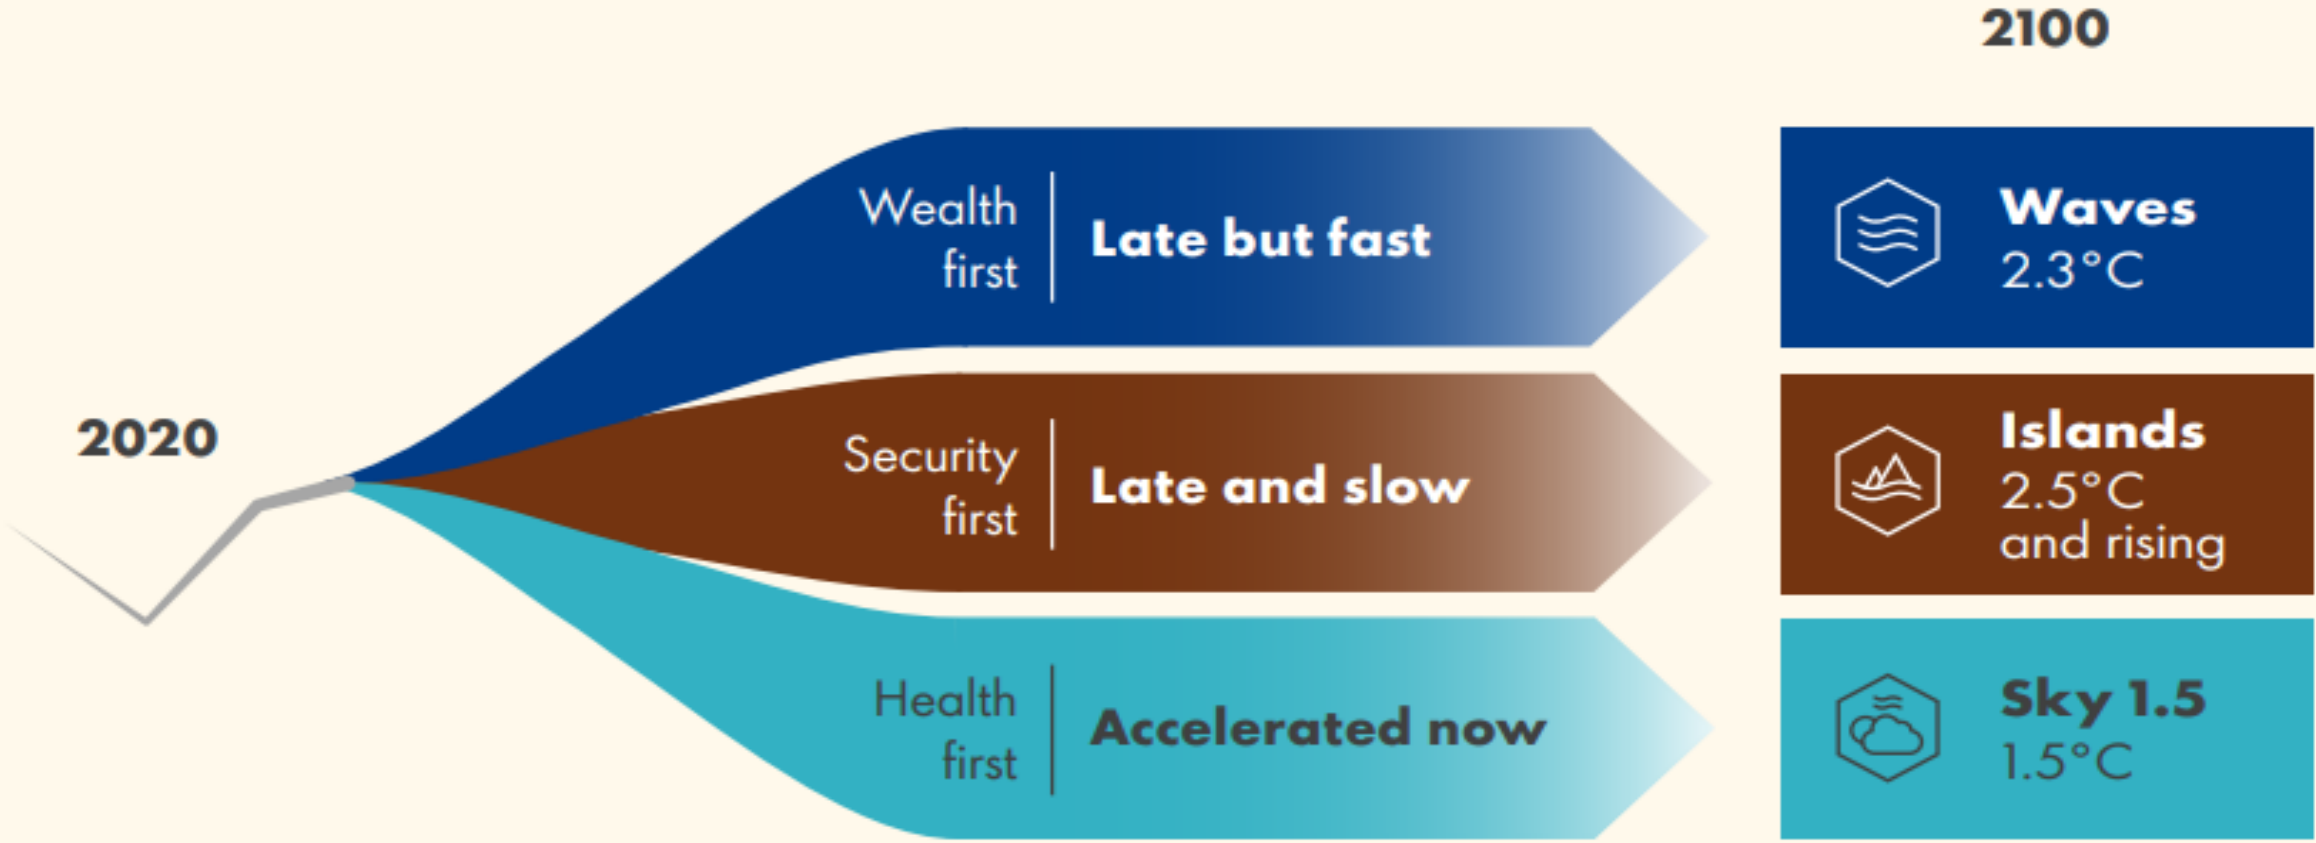 2100
2020
Wealth
first
Late but fast
Waves
2.3°C
Security
first
Late and slow
Islands
2.5°C
and rising
Health
first
Accelerated now
Sky 1.5
1.5°C